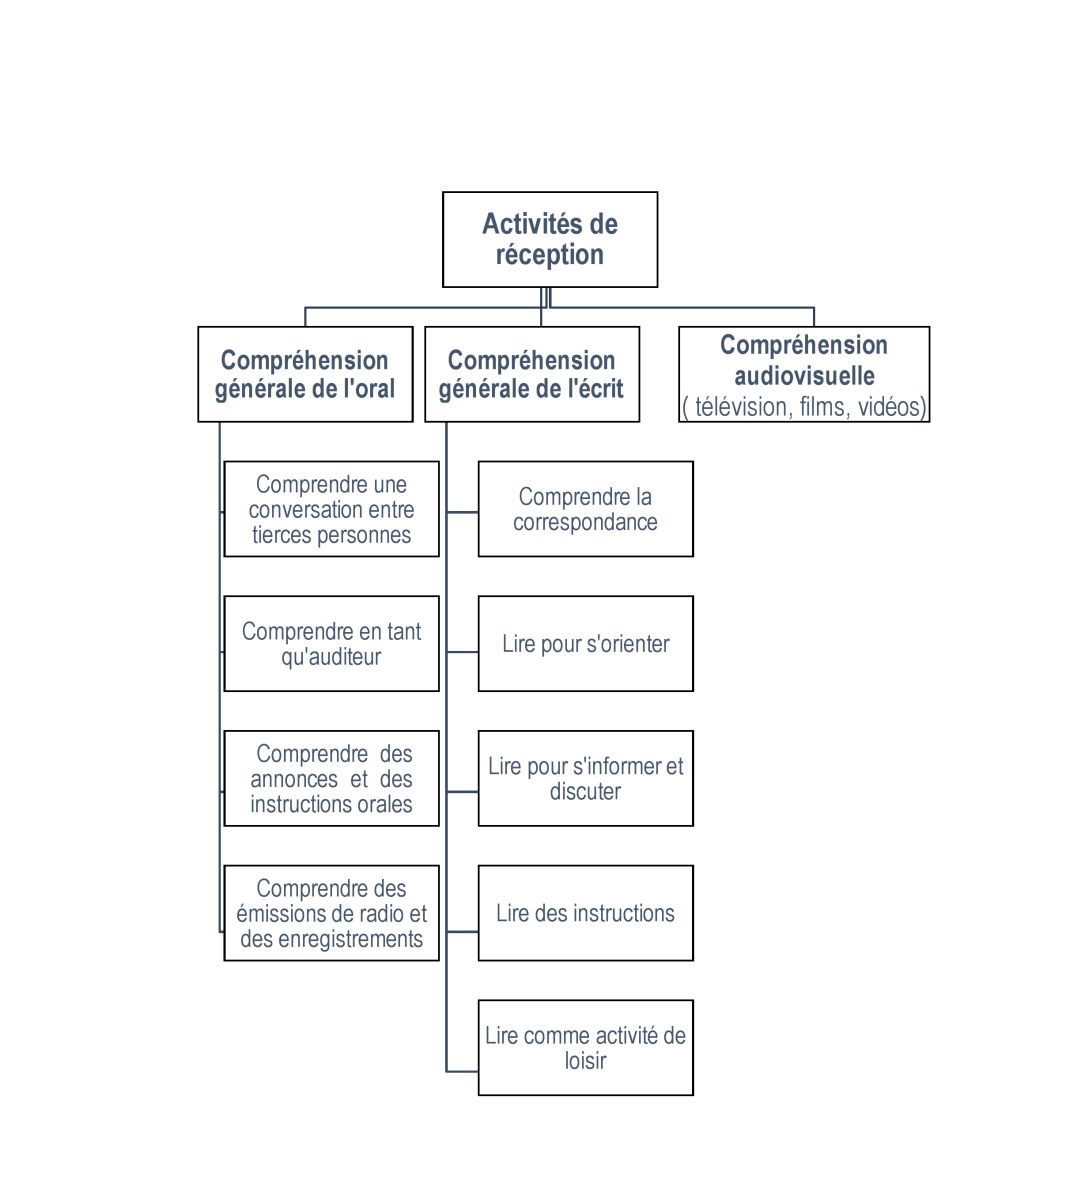 Activités de
réception
Compréhension
générale de l'oral
Compréhension
générale de l'écrit
Compréhension
audiovisuelle
( télévision, films, vidéos)
Comprendre une
conversation entre
tierces personnes
Comprendre en tant
qu'auditeur
Comprendre des
annonces et des
instructions orales
Comprendre des
émissions de radio et
des enregistrements
Comprendre la
correspondance
Lire pour s'orienter
Lire pour s'informer et
discuter
Lire des instructions
Lire comme activité de
loisir